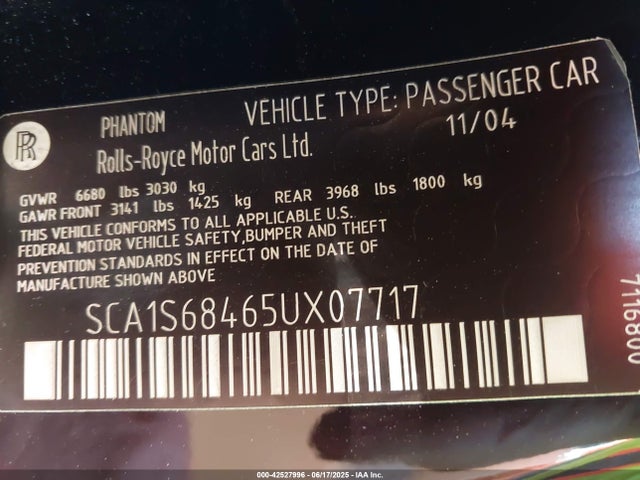 PHANTOM
VEHICLE TYPE: PASSENGER CAR
RR
Rolls-Royce Motor Cars Ltd.
11/04
GVWR 6680 lbs 3030 kg
GAWR FRONT 3141 lbs 1425 kg REAR 3968 lbs 1800 kg
THIS VEHICLE CONFORMS TO ALL APPLICABLE U.S.
FEDERAL MOTOR VEHICLE SAFETY,BUMPER AND THEFT
PREVENTION STANDARDS IN EFFECT ON THE DATE OF
MANUFACTURE SHOWN ABOVE
SCA1S68465UX07717
7116800
000-42527996 - 06/17/2025 - IAA Inc.